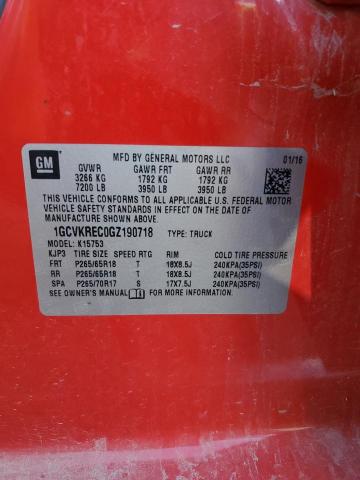 GM
MFD BY GENERAL MOTORS LLC
01/16
GVWR GAWR FRT GAWR RR
3266 KG 1792 KG 1792 KG
7200 LB 3950 LB 3950 LB
THIS VEHICLE CONFORMS TO ALL APPLICABLE U.S. FEDERAL MOTOR
VEHICLE SAFETY STANDARDS IN EFFECT ON THE DATE OF
MANUFACTURE SHOWN ABOVE.
1GCVKREC0GZ190718 TYPE: TRUCK
MODEL: K15753
KJP3 TIRE SIZE SPEED RTG RIM COLD TIRE PRESSURE
FRT P265/65R18 T 18X8.5J 240KPA(35PSI)
RR P265/65R18 T 18X8.5J 240KPA(35PSI)
SPA P265/70R17 S 17X7.5J 240KPA(35PSI)
SEE OWNER'S MANUAL